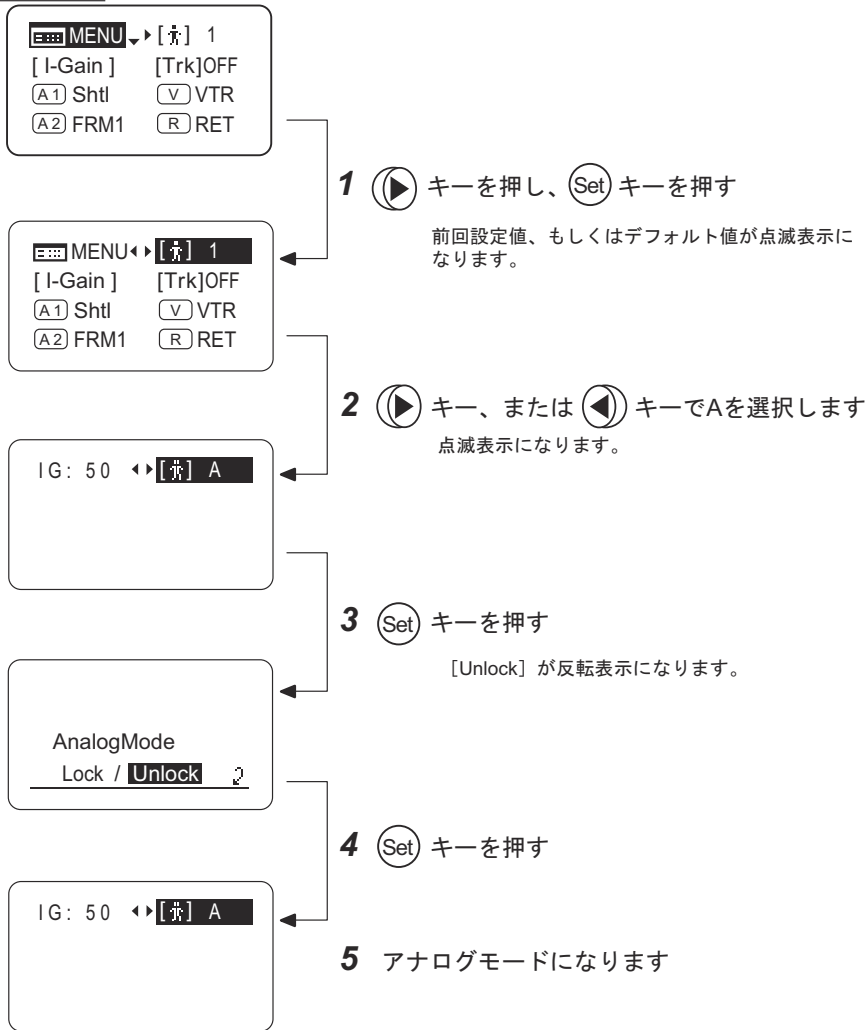 MENU [ ] 1
[ I-Gain ] [Trk]OFF
A1 Shtl V VTR
A2 FRM1 R RET
1 キーを押し、Set キーを押す
前回設定値、もしくはデフォルト値が点滅表示に
なります。
MENU [ ] 1
[ I-Gain ] [Trk]OFF
A1 Shtl V VTR
A2 FRM1 R RET
2 キー、または キーでAを選択します
点滅表示になります。
IG: 50 [ ] A
3 Set キーを押す
[Unlock] が反転表示になります。
AnalogMode
Lock / Unlock
4 Set キーを押す
IG: 50 [ ] A
5 アナログモードになります